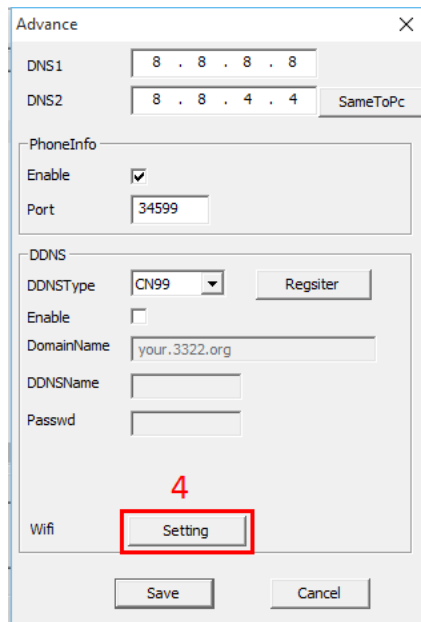 Advance
DNS1 8 . 8 . 8 . 8
DNS2 8 . 8 . 4 . 4 SameToPc
PhoneInfo
Enable
Port 34599
DDNS
DDNSType CN99 Regsiter
Enable
DomainName your.3322.org
DDNSName
Passwd
4
Wifi Setting
Save Cancel